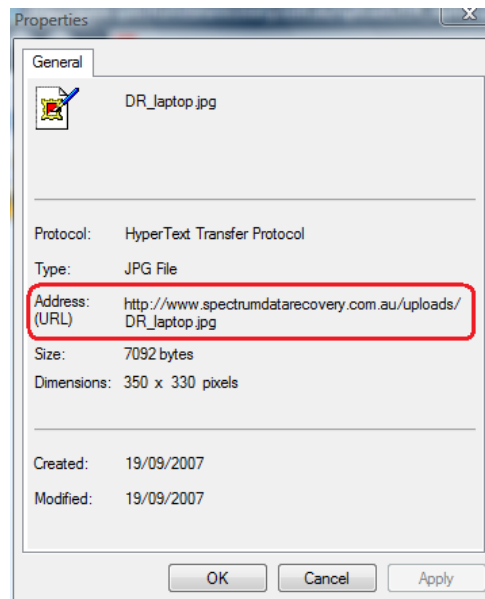 Properties
X
General
DR_laptop.jpg
Protocol: HyperText Transfer Protocol
Type: JPG File
Address: http://www.spectrumdatarecovery.com.au/uploads/
(URL) DR_laptop.jpg
Size: 7092 bytes
Dimensions: 350 x 330 pixels
Created: 19/09/2007
Modified: 19/09/2007
OK Cancel Apply